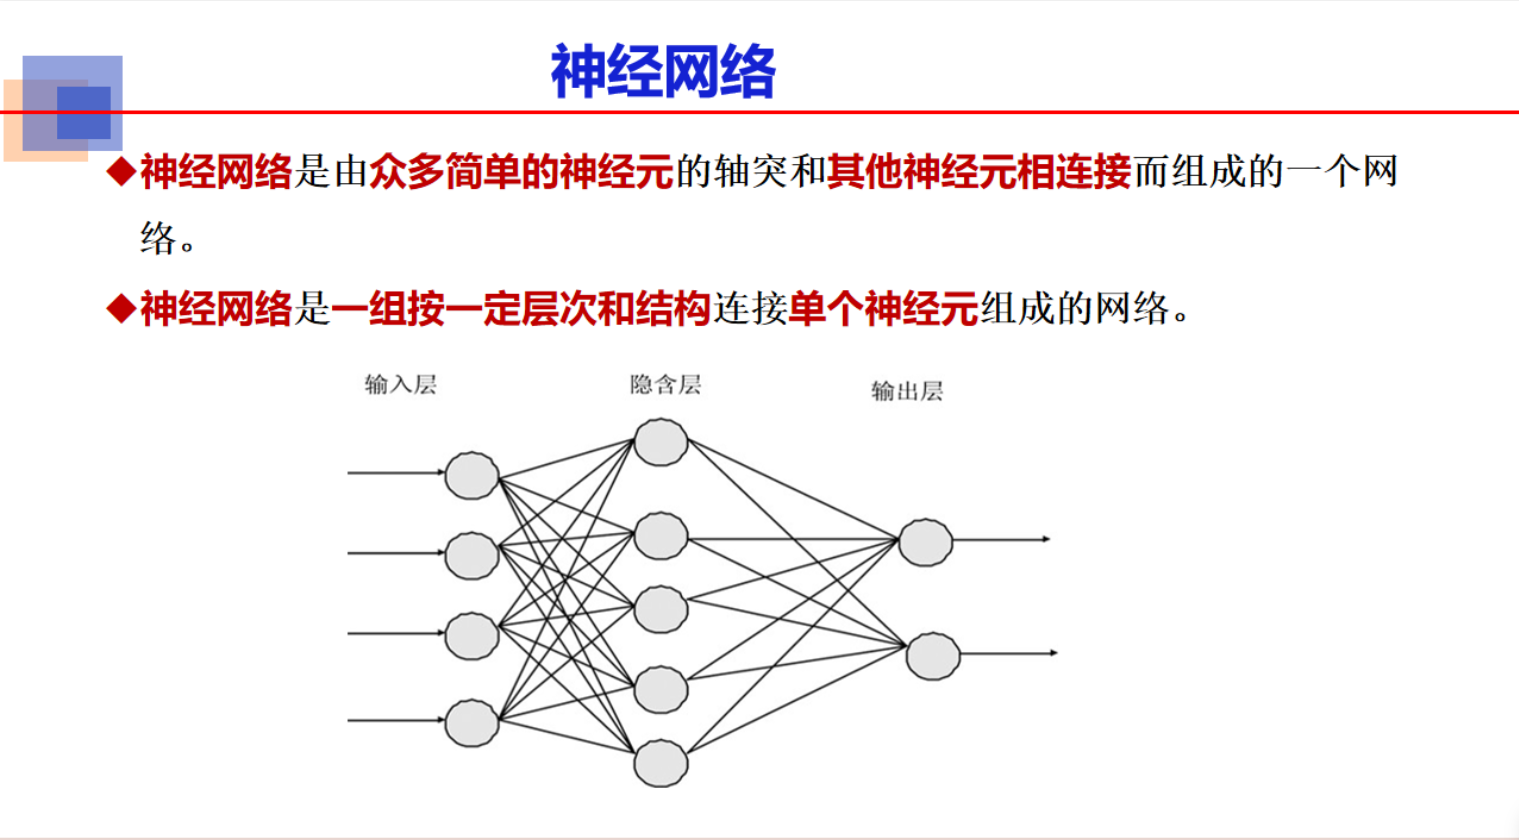 神经网络
◆神经网络是由众多简单的神经元的轴突和其他神经元相连接而组成的一个网
络。
◆神经网络是一组按一定层次和结构连接单个神经元组成的网络。
输入层
隐含层
输出层